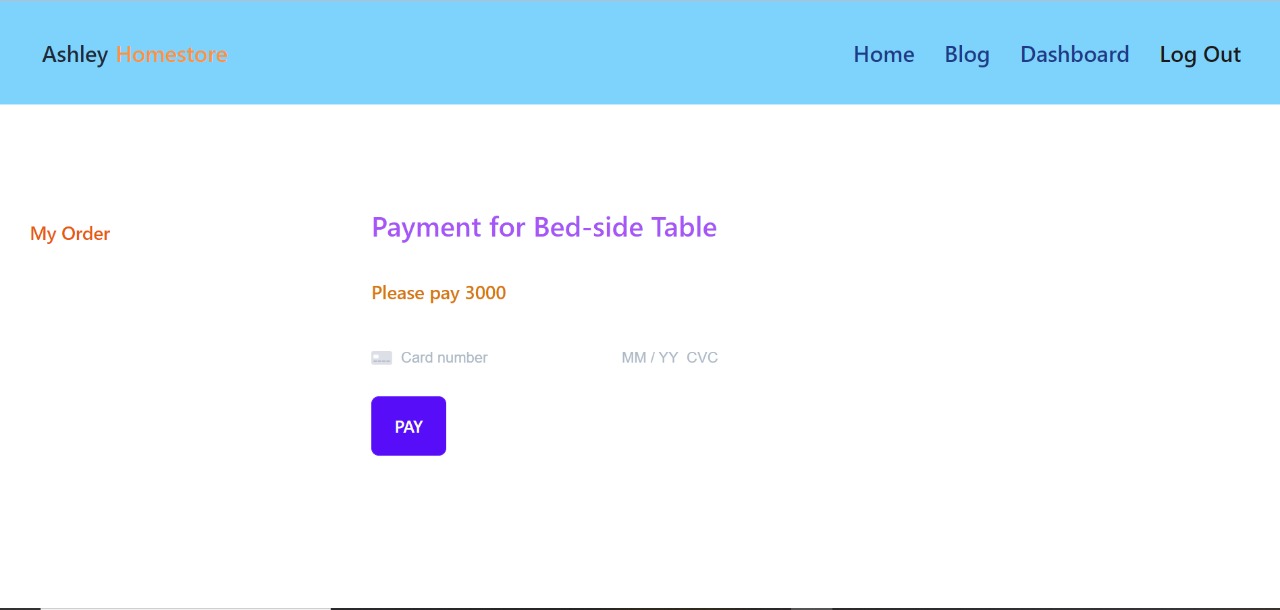 Ashley Homestore Home Blog Dashboard Log Out
My Order
Payment for Bed-side Table
Please pay 3000
Card number MM / YY CVC
PAY